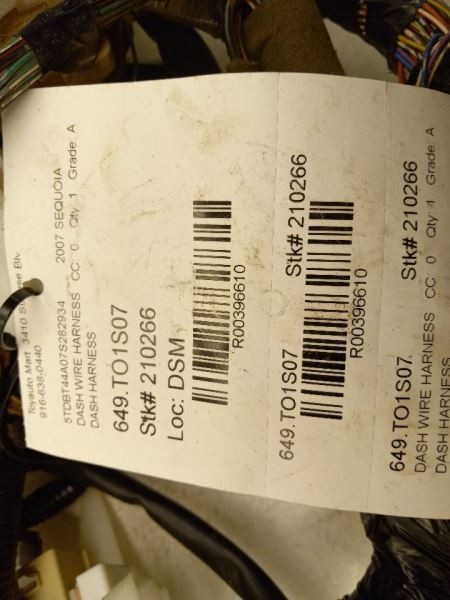 Toyauto Mart 3410 Blv
916-638-0440
5TDBT44A07S282934 2007 SEQUOIA
DASH WIRE HARNESS CC: 0 Qty 1 Grade: A
DASH HARNESS
649.TO1S07
Stk# 210266
Loc: DSM
R00396610
649.TO1S07 Stk# 210266
R00396610
649.TO1S07 Stk# 210266
DASH WIRE HARNESS CC: 0 Qty 1 Grade: A
DASH HARNESS